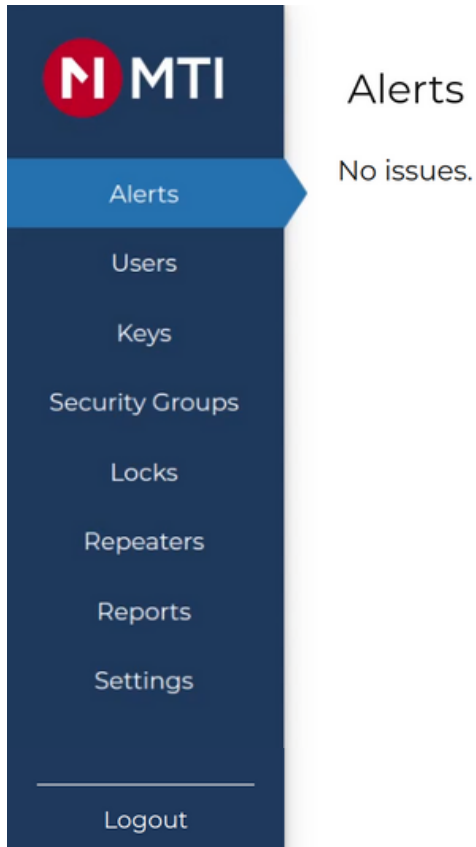 MTI
Alerts
No issues.
Alerts
Users
Keys
Security Groups
Locks
Repeaters
Reports
Settings
Logout